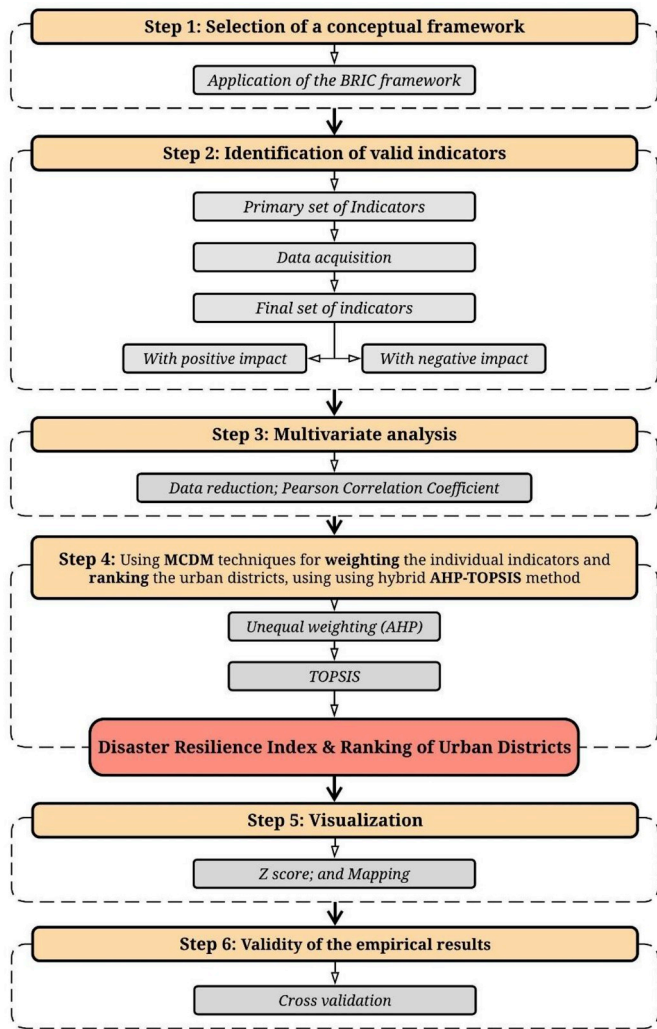 Step 1: Selection of a conceptual framework
Application of the BRIC framework
Step 2: Identification of valid indicators
Primary set of Indicators
Data acquisition
Final set of indicators
With positive impact
With negative impact
Step 3: Multivariate analysis
Data reduction; Pearson Correlation Coefficient
Step 4: Using MCDM techniques for weighting the individual indicators and
ranking the urban districts, using using hybrid AHP-TOPSIS method
Unequal weighting (AHP)
TOPSIS
Disaster Resilience Index & Ranking of Urban Districts
Step 5: Visualization
Z score; and Mapping
Step 6: Validity of the empirical results
Cross validation